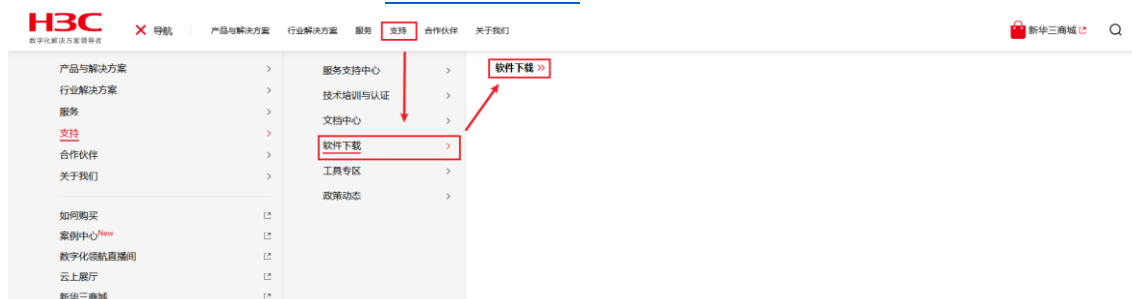 H3C
数字化解决方案领导者
导航
产品与解决方案 行业解决方案 服务 支持 合作伙伴 关于我们
新华三商城
产品与解决方案
行业解决方案
服务
支持
合作伙伴
关于我们
如何购买
案例中心New
数字化领航直播间
云上展厅
新华三商城
服务支持中心
技术培训与认证
文档中心
软件下载
工具专区
政策动态
软件下载 »